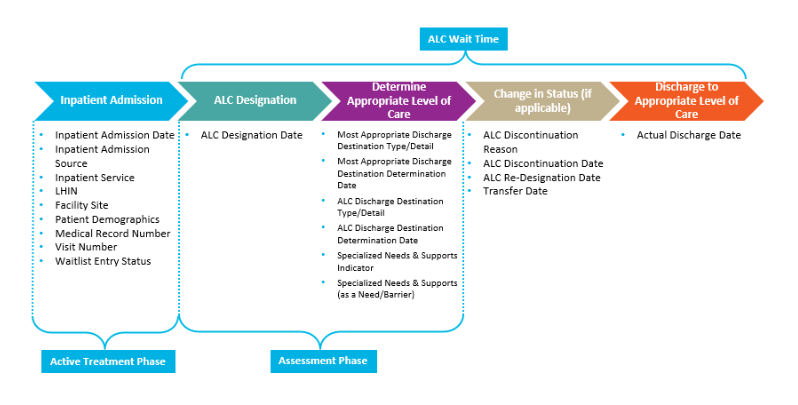 ALC Wait Time
Inpatient Admission
ALC Designation
Determine
Appropriate Level of
Care
Change in Status (if
applicable)
Discharge to
Appropriate Level of
Care
• Inpatient Admission Date
• Inpatient Admission
Source
• Inpatient Service
• LHIN
• Facility Site
• Patient Demographics
• Medical Record Number
• Visit Number
• Waitlist Entry Status
• ALC Designation Date
• Most Appropriate Discharge
Destination Type/Detail
• Most Appropriate Discharge
Destination Determination
Date
• ALC Discharge Destination
Type/Detail
• ALC Discharge Destination
Determination Date
• Specialized Needs & Supports
Indicator
• Specialized Needs & Supports
(as a Need/Barrier)
• ALC Discontinuation
Reason
• ALC Discontinuation Date
• ALC Re-Designation Date
• Transfer Date
• Actual Discharge Date
Active Treatment Phase
Assessment Phase